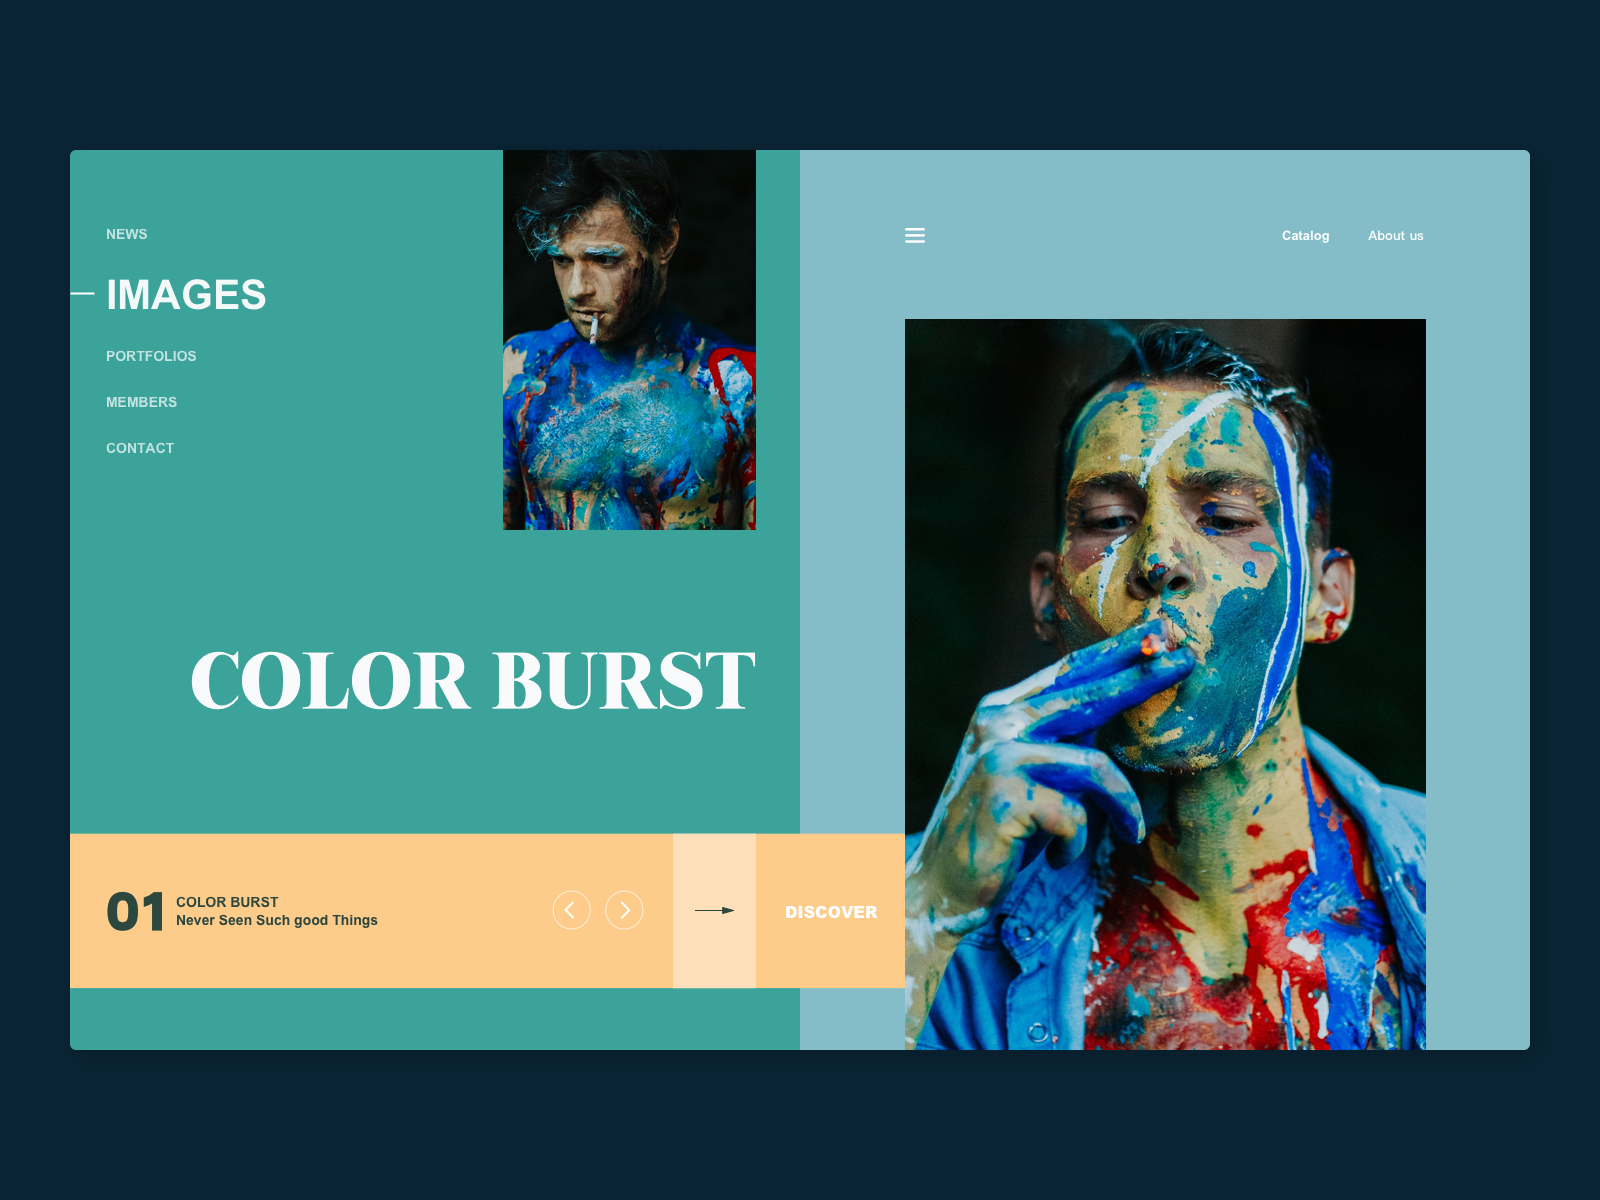 NEWS
IMAGES
PORTFOLIOS
MEMBERS
CONTACT
Catalog
About us
COLOR BURST
01
COLOR BURST
Never Seen Such good Things
DISCOVER